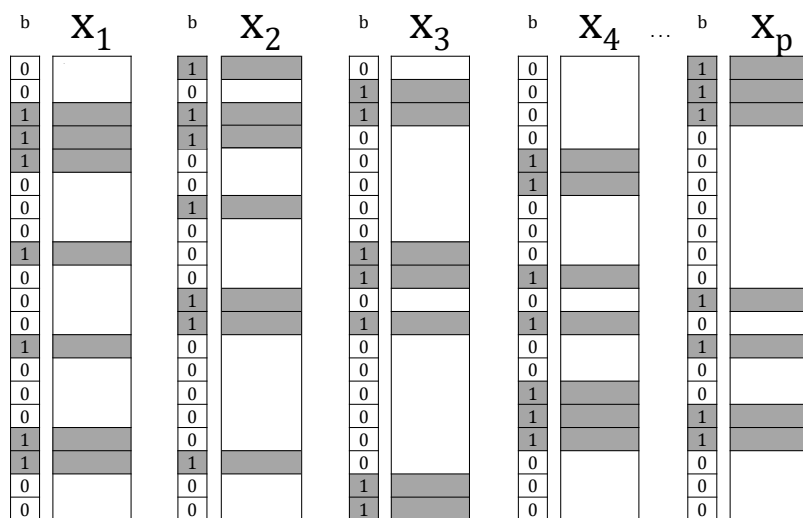 b x₁ b x₂ b x₃ b x₄ ... b xₚ
0 1 0 0 1
0 0 1 0 1
1 1 1 0 1
1 1 0 0 0
1 0 0 1 0
0 0 0 1 0
0 1 0 0 0
0 0 0 0 0
1 0 1 0 0
0 0 1 1 0
0 1 0 0 1
0 1 1 1 0
1 0 0 0 1
0 0 0 0 0
0 0 0 1 0
0 0 0 1 1
1 0 0 1 1
1 1 0 0 0
0 0 1 0 0
0 0 1 0 0